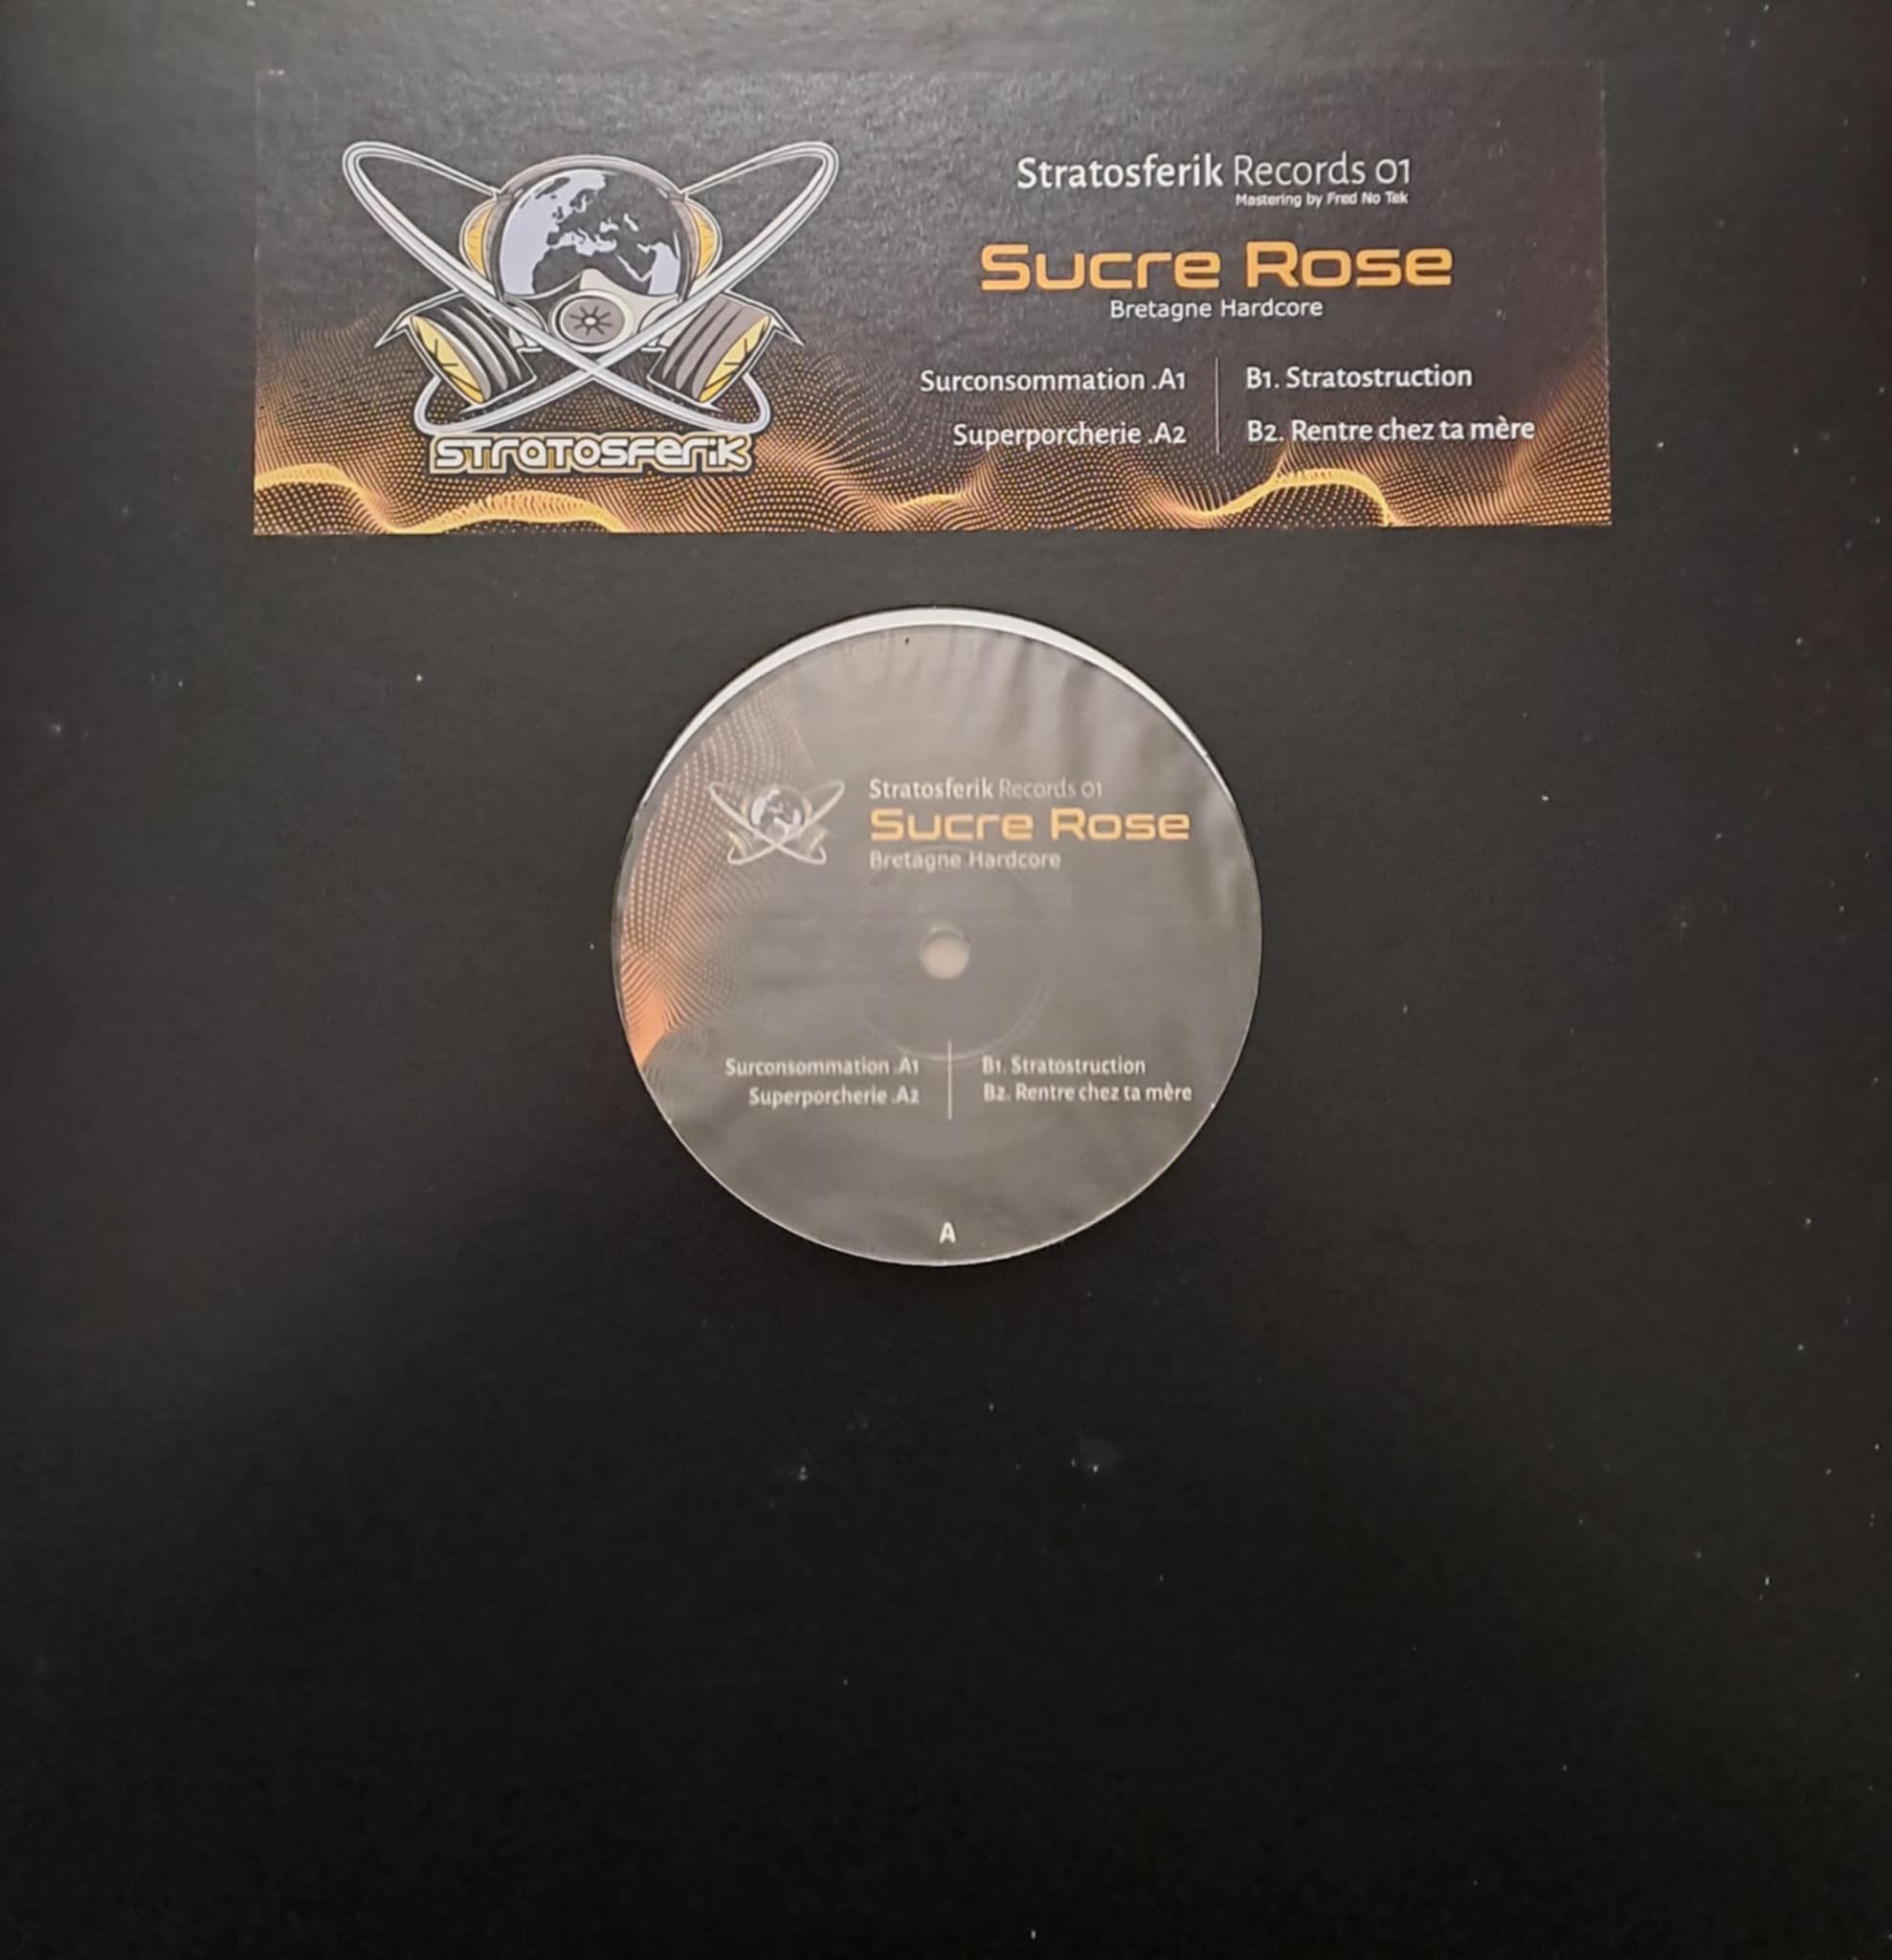 STRATOSFERIK
Stratosferik Records 01
Mastering by Fred No Tek
Sucre Rose
Bretagne Hardcore
Surconsommation .A1
Superporcherie .A2
B1. Stratostruction
B2. Rentre chez ta mère
Stratosferik Records 01
Sucre Rose
Bretagne Hardcore
Surconsommation .A1
Superporcherie .A2
B1. Stratostruction
B2. Rentre chez ta mère
A